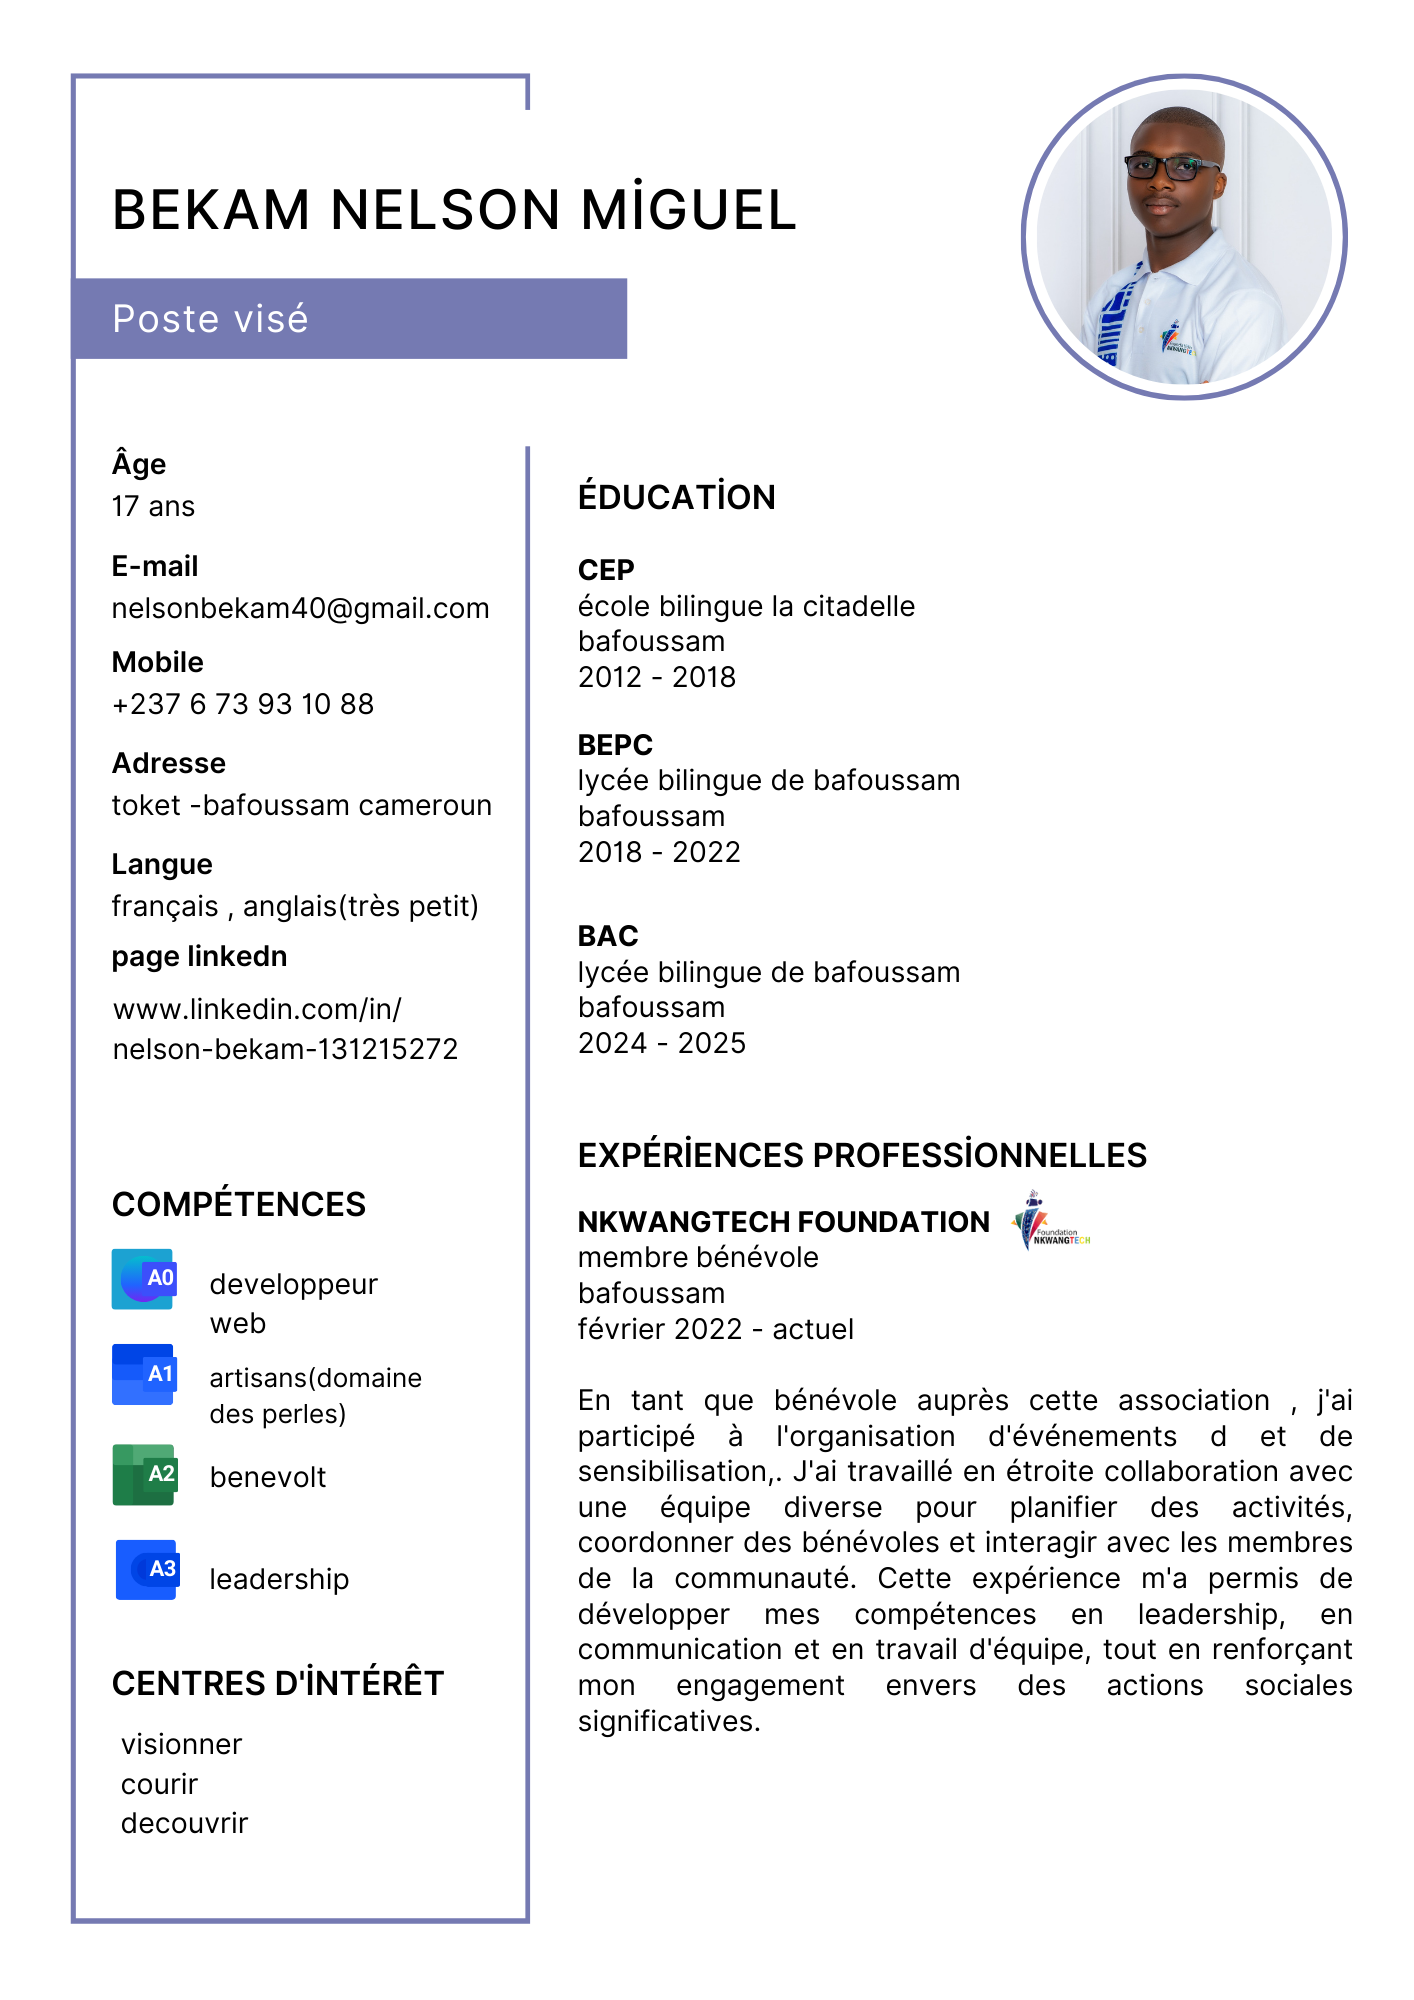 BEKAM NELSON MİGUEL
Poste visé
Âge
17 ans
E-mail
nelsonbekam40@gmail.com
Mobile
+237 6 73 93 10 88
Adresse
toket -bafoussam cameroun
Langue
français , anglais(très petit)
page linkedn
www.linkedin.com/in/
nelson-bekam-131215272
COMPÉTENCES
A0
developpeur
web
A1
artisans(domaine
des perles)
A2
benevolt
A3
leadership
CENTRES D'İNTÉRÊT
visionner
courir
decouvrir
ÉDUCATİON
CEP
école bilingue la citadelle
bafoussam
2012 - 2018
BEPC
lycée bilingue de bafoussam
bafoussam
2018 - 2022
BAC
lycée bilingue de bafoussam
bafoussam
2024 - 2025
EXPÉRİENCES PROFESSİONNELLES
NKWANGTECH FOUNDATION
Foundation
NKWANGTECH
membre bénévole
bafoussam
février 2022 - actuel
En tant que bénévole auprès cette association , j'ai
participé à l'organisation d'événements d et de
sensibilisation,. J'ai travaillé en étroite collaboration avec
une équipe diverse pour planifier des activités,
coordonner des bénévoles et interagir avec les membres
de la communauté. Cette expérience m'a permis de
développer mes compétences en leadership, en
communication et en travail d'équipe, tout en renforçant
mon engagement envers des actions sociales
significatives.